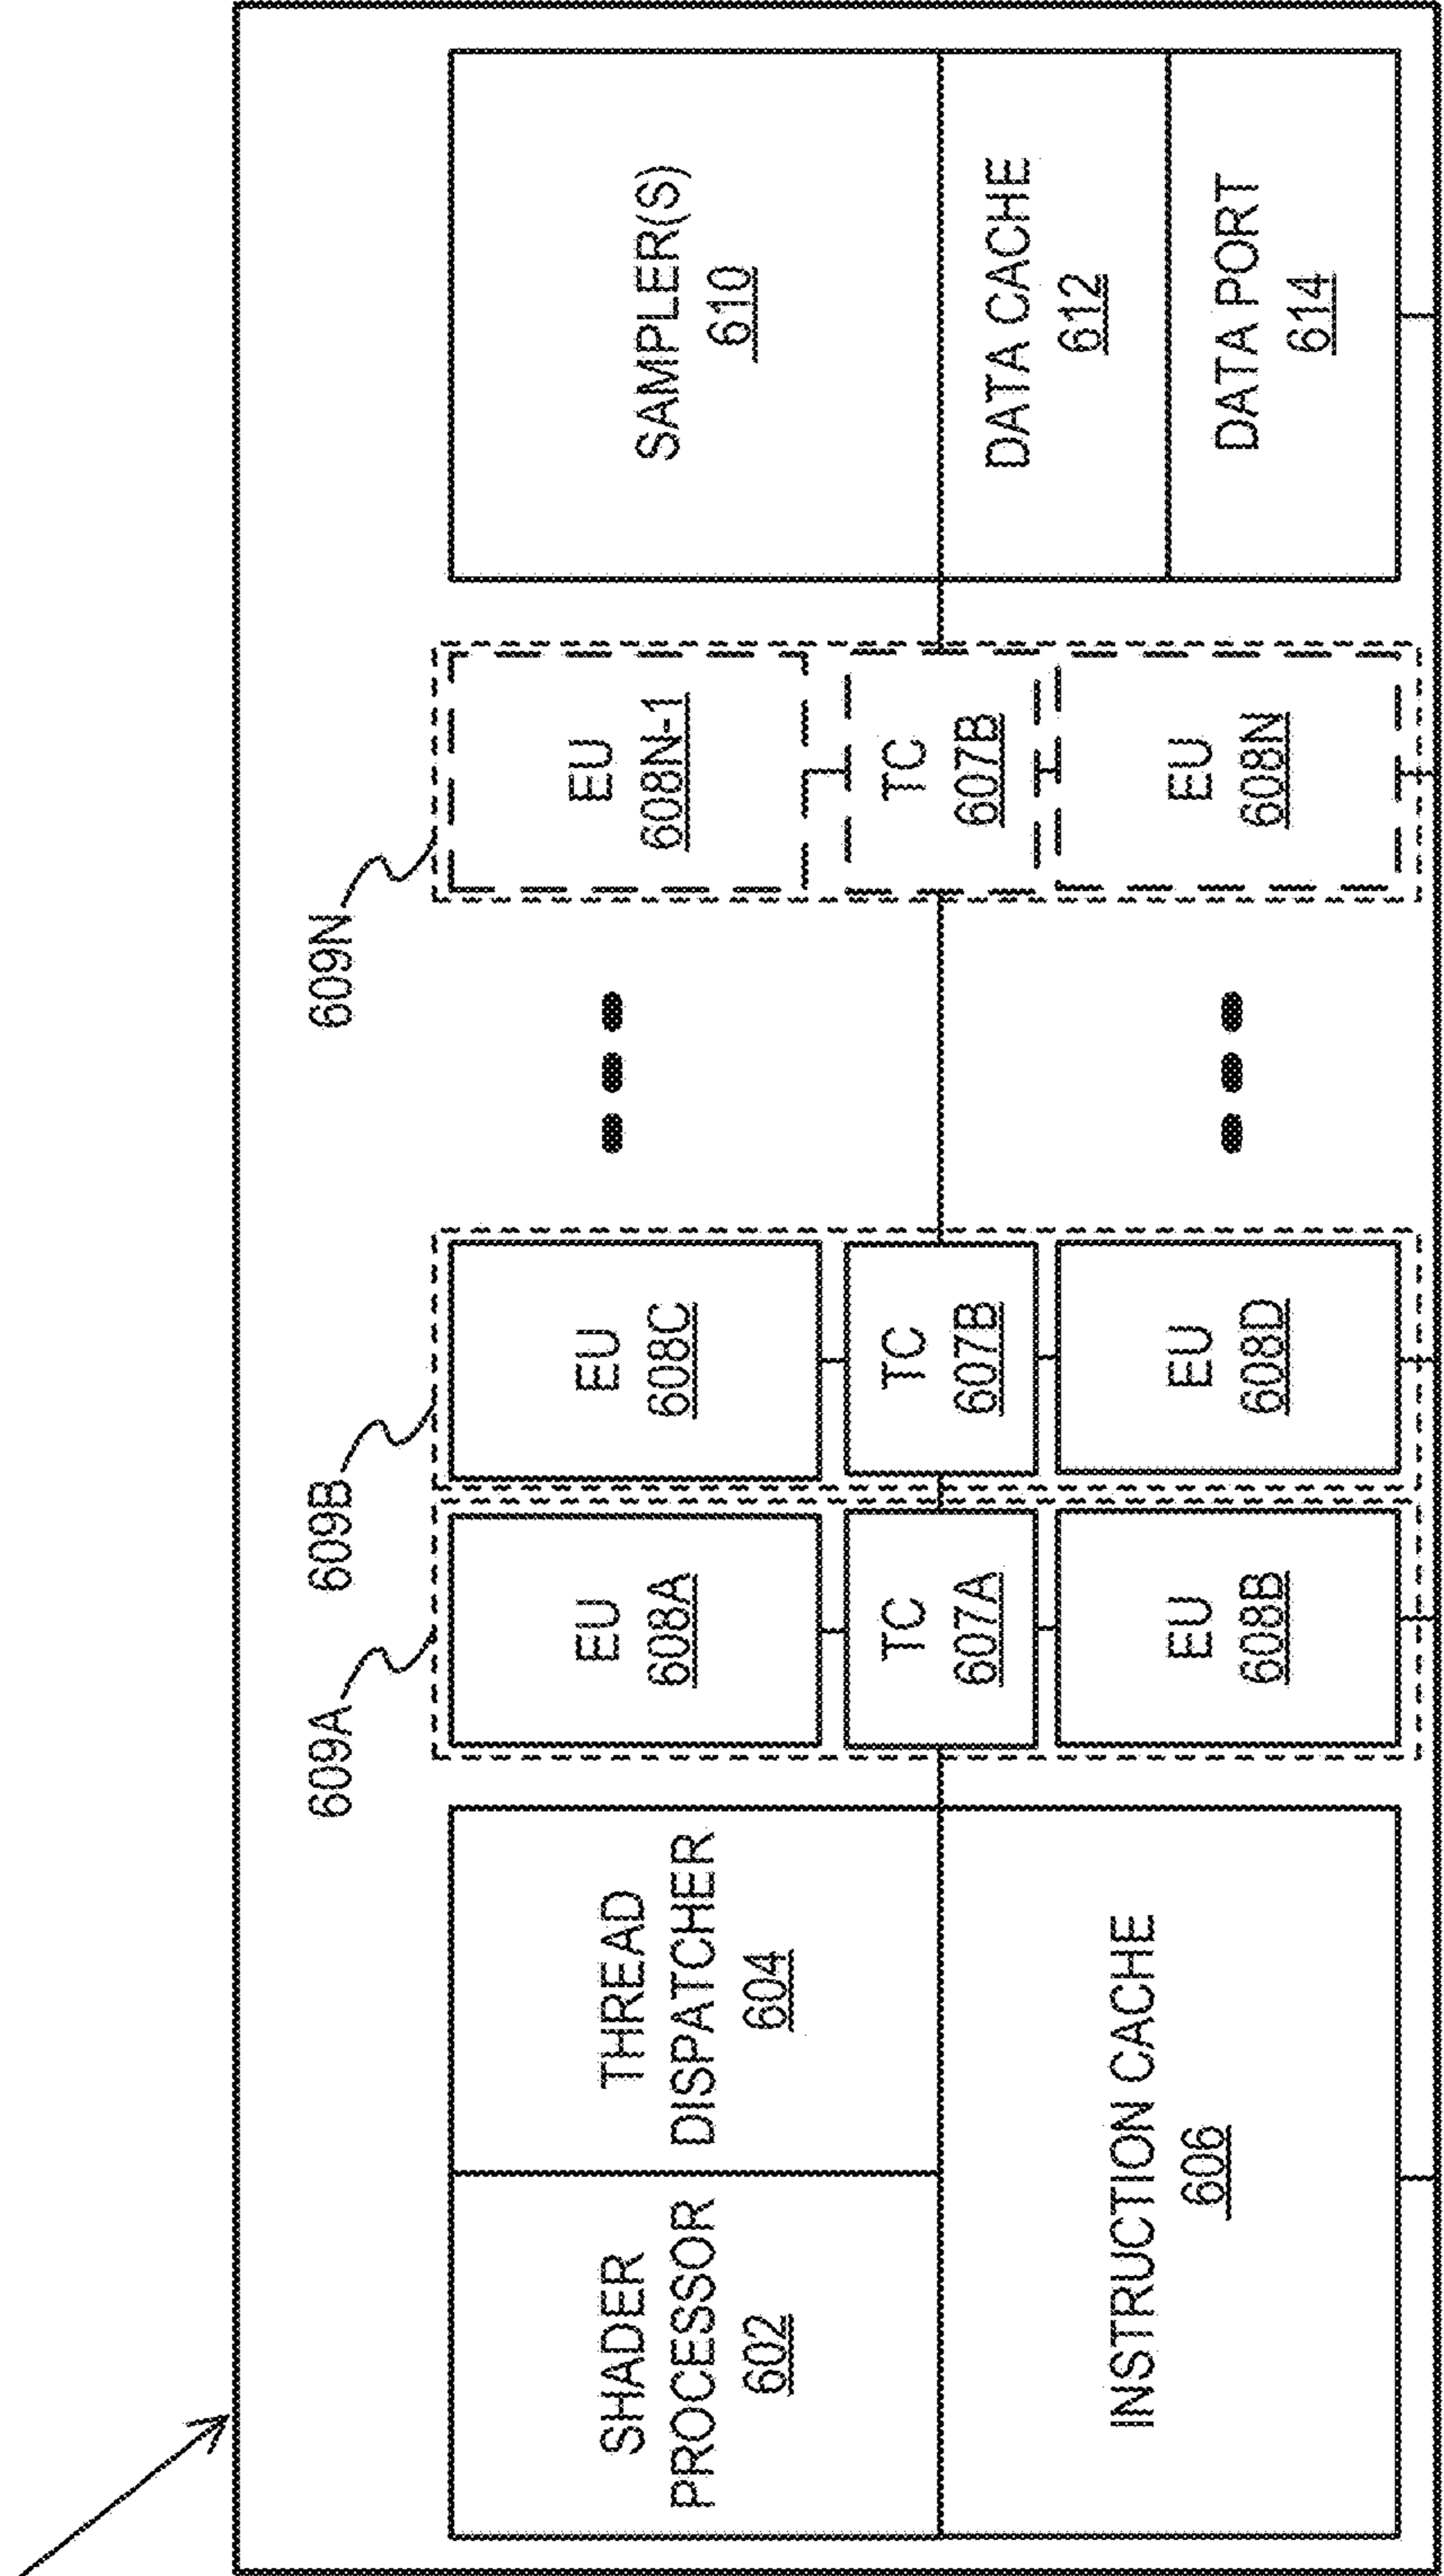 609A
609B
609N
SHADER
PROCESSOR
602
THREAD
DISPATCHER
604
INSTRUCTION CACHE
606
EU
608A
TC
607A
EU
608B
EU
608C
TC
607B
EU
608D
EU
608N-1
TC
607B
EU
608N
SAMPLER(S)
610
DATA CACHE
612
DATA PORT
614